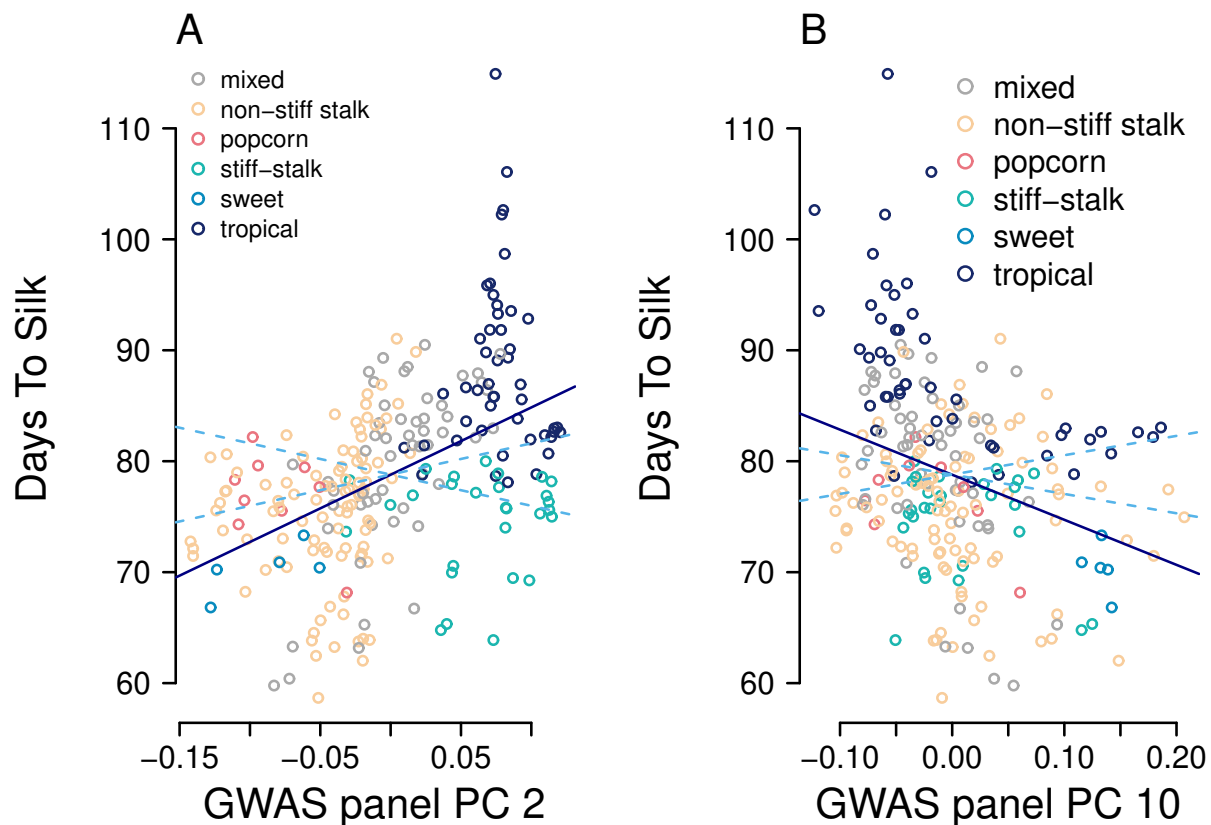 A
mixed
non−stiff stalk
popcorn
stiff−stalk
sweet
tropical
Days To Silk
110
100
90
80
70
60
−0.15
−0.05
0.05
GWAS panel PC 2
B
mixed
non−stiff stalk
popcorn
stiff−stalk
sweet
tropical
Days To Silk
110
100
90
80
70
60
−0.10
0.00
0.10
0.20
GWAS panel PC 10